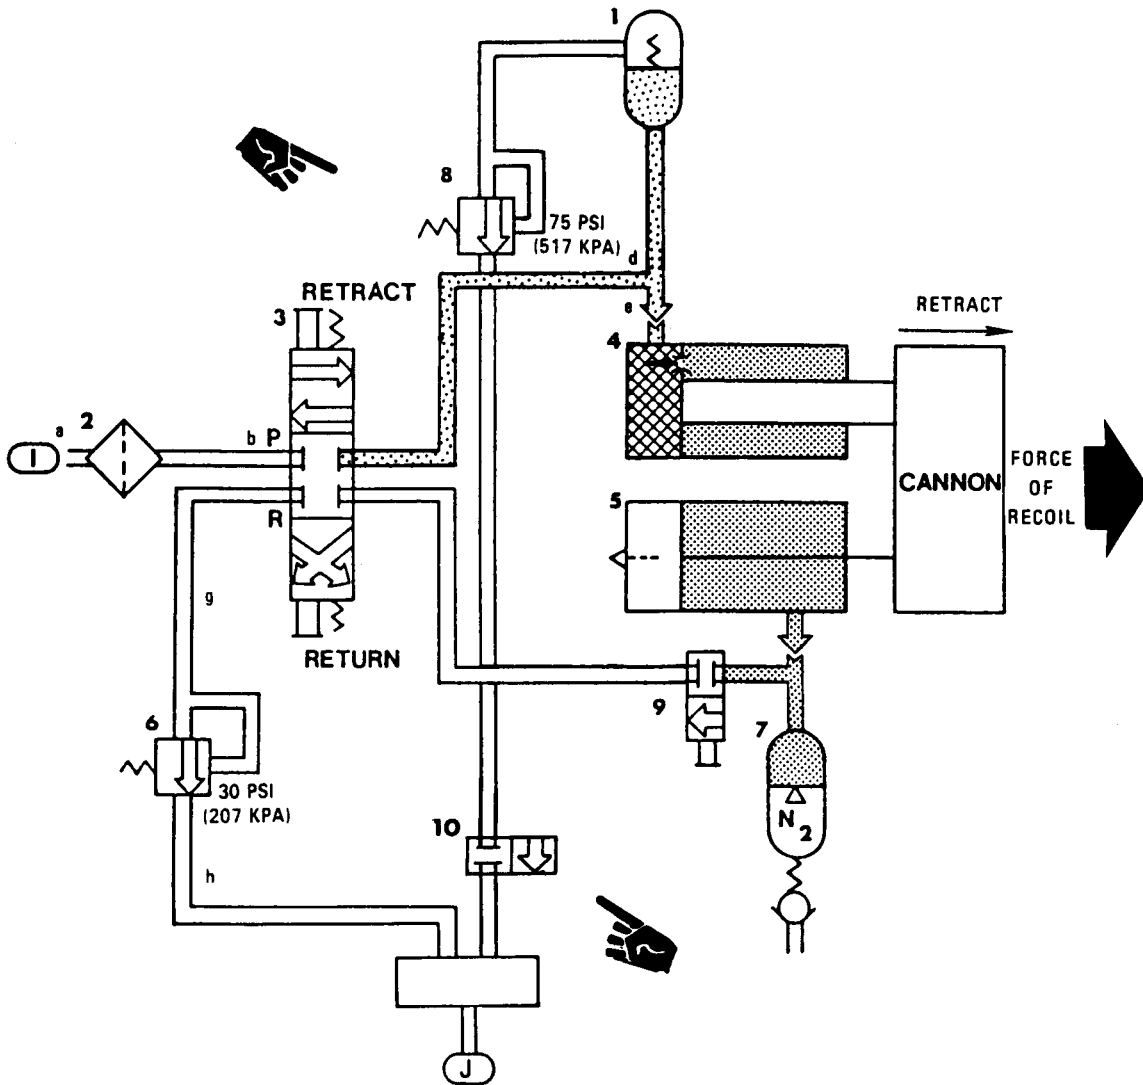 1
8
75 PSI
(517 KPA)
d
RETRACT
3
e
RETRACT
4
2
a
b P
I
CANNON
FORCE
OF
RECOIL
R
5
g
RETURN
9
7
6
30 PSI
(207 KPA)
N2
10
h
J